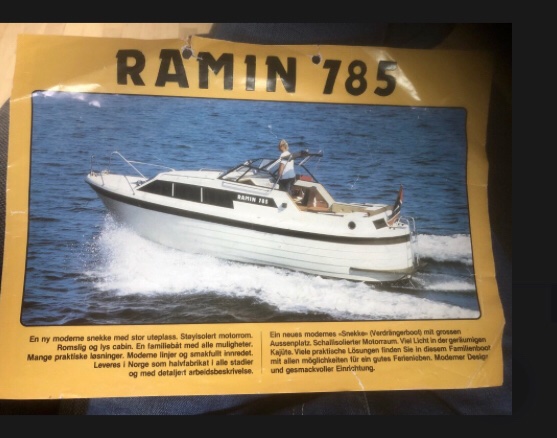 RAMIN 785
RAMIN 785
En ny moderne snekke med stor uteplass. Støyisolert motorrom.
Romslig og lys cabin. En familiebåt med alle muligheter.
Mange praktiske løsninger. Moderne linjer og smakfullt innredet.
Leveres i Norge som halvfabrikat i alle stadier
og med detaljert arbeidsbeskrivelse.
Ein neues modernes «Snekke» (Verdrängerboot) mit grossen
Aussenplatz. Schallisolierter Motorraum. Viel Licht in der geräumigen
Kajüte. Viele praktische Lösungen finden Sie in diesem Familienboot
mit allen möglichkeiten für ein gutes Ferienleben. Moderner Design
und gesmackvoller Einrichtung.